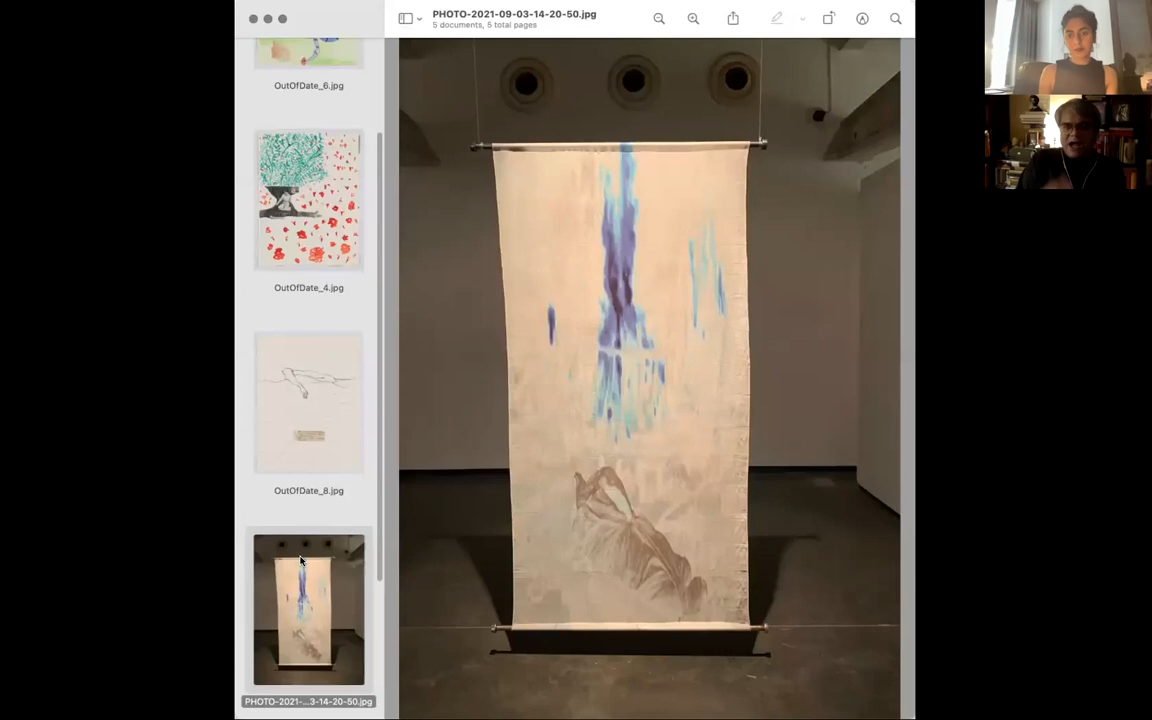 PHOTO-2021-09-03-14-20-50.jpg
5 documents, 5 total pages
OutOfDate_6.jpg
OutOfDate_4.jpg
OutOfDate_8.jpg
PHOTO-2021-...3-14-20-50.jpg